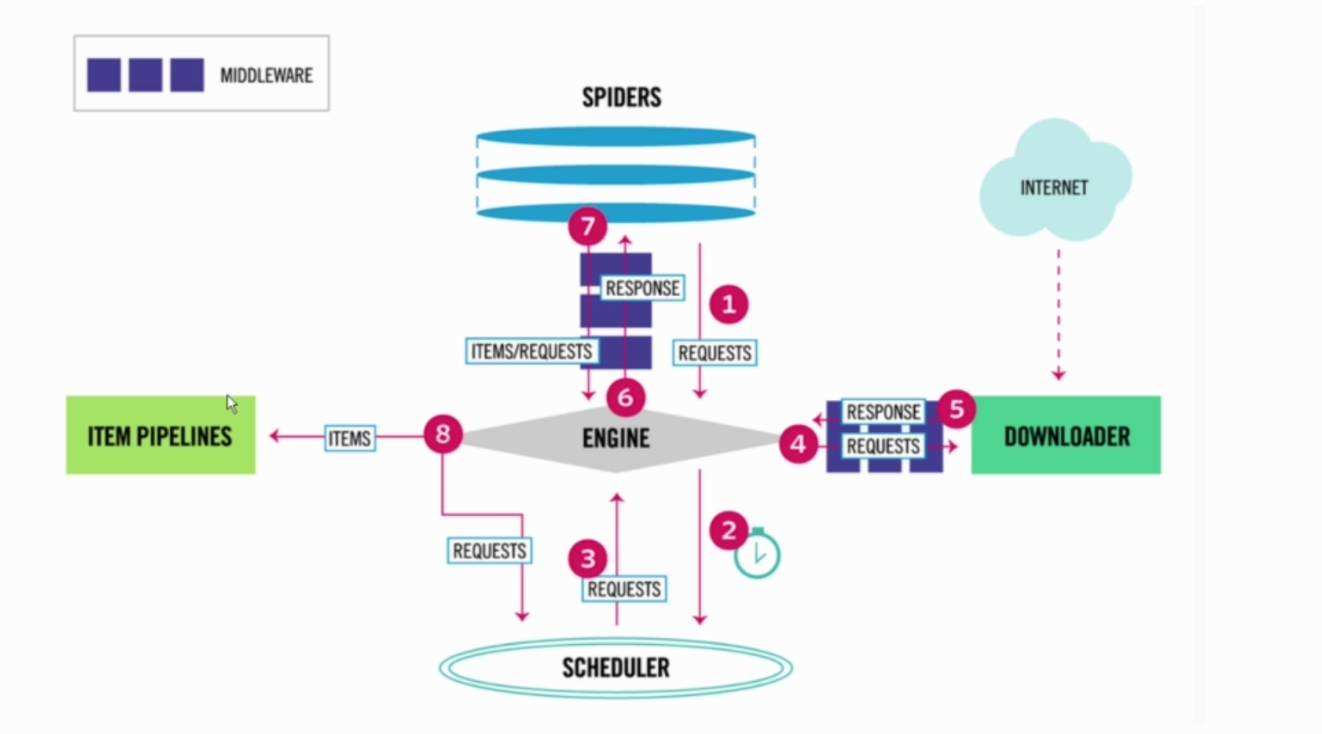 MIDDLEWARE
SPIDERS
INTERNET
7
RESPONSE
1
ITEMS/REQUESTS
REQUESTS
6
ITEM PIPELINES
ITEMS
8
ENGINE
4
RESPONSE
5
REQUESTS
DOWNLOADER
2
REQUESTS
3
REQUESTS
SCHEDULER